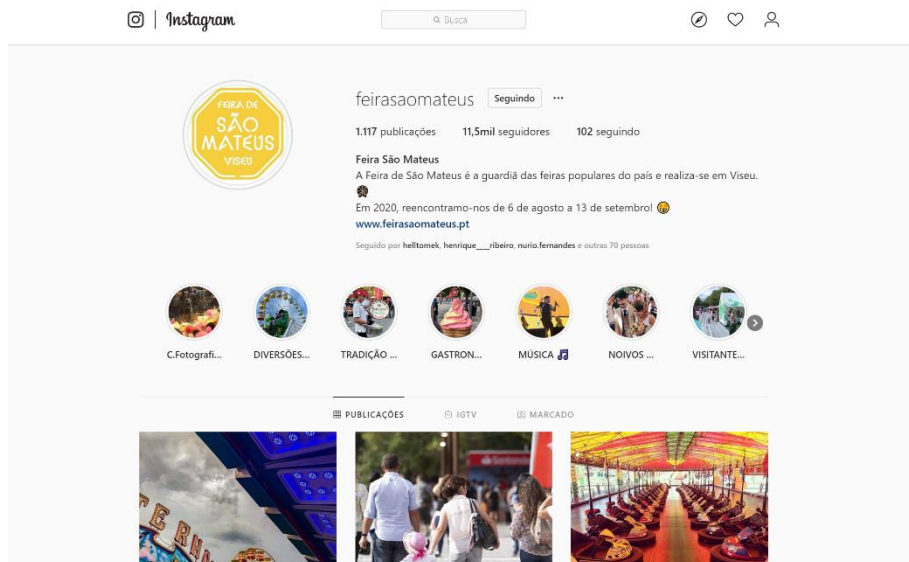 Instagram
Busca
FEIRA DE
SÃO
MATEUS
VISEU
feirasaomateus Seguindo
1.117 publicações 11,5mil seguidores 102 seguindo
Feira São Mateus
A Feira de São Mateus é a guardiã das feiras populares do país e realiza-se em Viseu.
Em 2020, reencontramo-nos de 6 de agosto a 13 de setembro!
www.feirasaomateus.pt
Seguido por helltomek, henrique____ribeiro, nurio.fernandes e outras 70 pessoas
C.Fotografi... DIVERSÕES... TRADIÇÃO ... GASTRON... MÚSICA NOIVOS ... VISITANTE...
PUBLICAÇÕES IGTV MARCADO